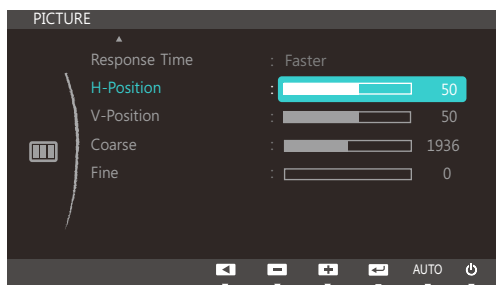 PICTURE
Response Time : Faster
H-Position : 50
V-Position : 50
Coarse : 1936
Fine : 0
AUTO